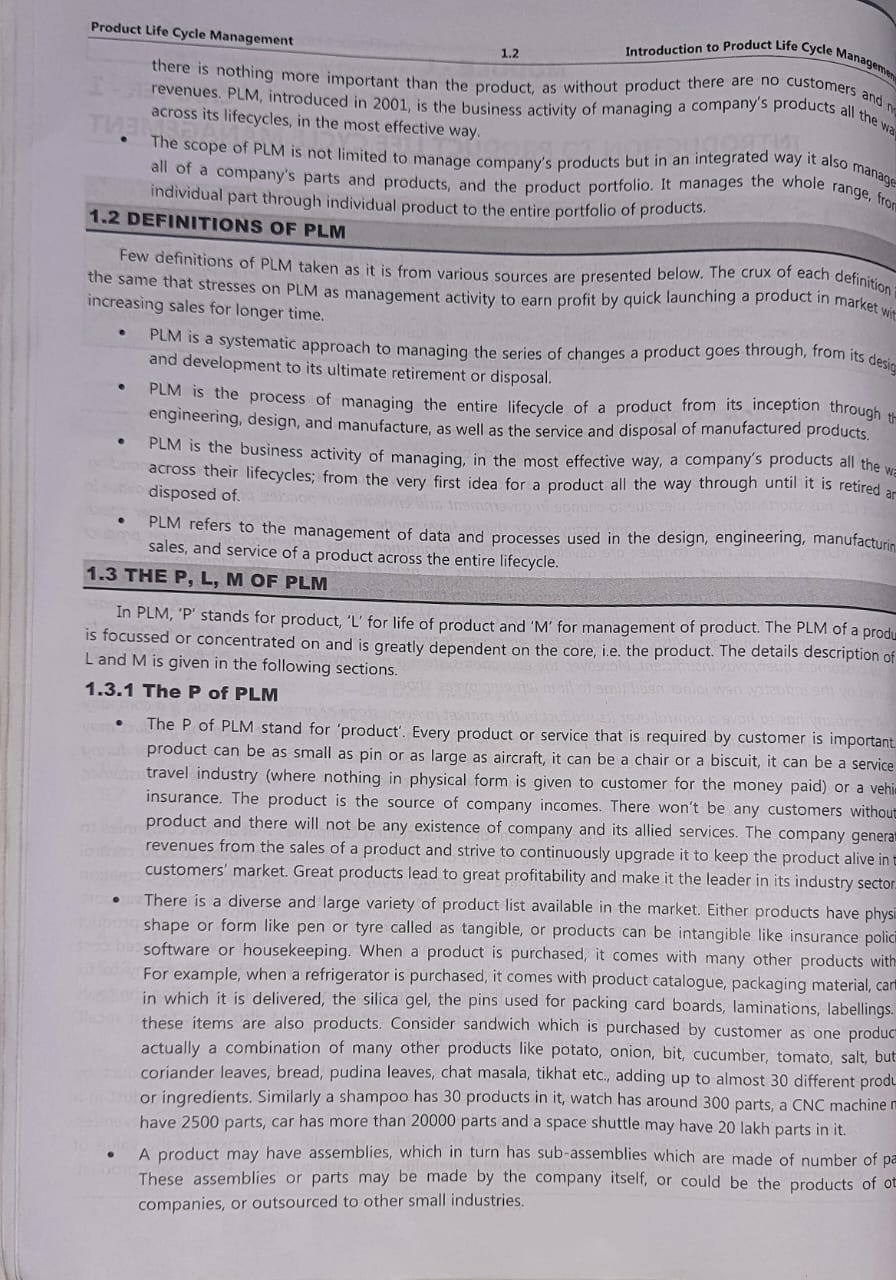 Product Life Cycle Management 1.2 Introduction to Product Life Cycle
there is nothing more important than the product, as without product there are no customers and
revenues. PLM, introduced in 2001, is the business activity of managing a company's products all the
across its lifecycles, in the most effective way.
• The scope of PLM is not limited to manage company's products but in an integrated way it also
all of a company's parts and products, and the product portfolio. It manages the whole range,
individual part through individual product to the entire portfolio of products.
1.2 DEFINITIONS OF PLM
Few definitions of PLM taken as it is from various sources are presented below. The crux of each definition
the same that stresses on PLM as management activity to earn profit by quick launching a product in market
increasing sales for longer time.
• PLM is a systematic approach to managing the series of changes a product goes through, from its
and development to its ultimate retirement or disposal.
• PLM is the process of managing the entire lifecycle of a product from its inception through
engineering, design, and manufacture, as well as the service and disposal of manufactured products.
• PLM is the business activity of managing, in the most effective way, a company's products all the
across their lifecycles; from the very first idea for a product all the way through until it is retired
disposed of.
• PLM refers to the management of data and processes used in the design, engineering,
sales, and service of a product across the entire lifecycle.
1.3 THE P, L, M OF PLM
In PLM, 'P' stands for product, 'L' for life of product and 'M' for management of product. The PLM of a
is focussed or concentrated on and is greatly dependent on the core, i.e. the product. The details description of
L and M is given in the following sections.
1.3.1 The P of PLM
• The P of PLM stand for 'product'. Every product or service that is required by customer is important.
product can be as small as pin or as large as aircraft, it can be a chair or a biscuit, it can be a service
travel industry (where nothing in physical form is given to customer for the money paid) or a
insurance. The product is the source of company incomes. There won't be any customers without
product and there will not be any existence of company and its allied services. The company
revenues from the sales of a product and strive to continuously upgrade it to keep the product alive in
customers' market. Great products lead to great profitability and make it the leader in its industry sector
• There is a diverse and large variety of product list available in the market. Either products have
shape or form like pen or tyre called as tangible, or products can be intangible like insurance
software or housekeeping. When a product is purchased, it comes with many other products with
For example, when a refrigerator is purchased, it comes with product catalogue, packaging material,
in which it is delivered, the silica gel, the pins used for packing card boards, laminations, labellings.
these items are also products. Consider sandwich which is purchased by customer as one
actually a combination of many other products like potato, onion, bit, cucumber, tomato, salt,
coriander leaves, bread, pudina leaves, chat masala, tikhat etc., adding up to almost 30 different
or ingredients. Similarly a shampoo has 30 products in it, watch has around 300 parts, a CNC machine
have 2500 parts, car has more than 20000 parts and a space shuttle may have 20 lakh parts in it.
• A product may have assemblies, which in turn has sub-assemblies which are made of number of
These assemblies or parts may be made by the company itself, or could be the products of
companies, or outsourced to other small industries.